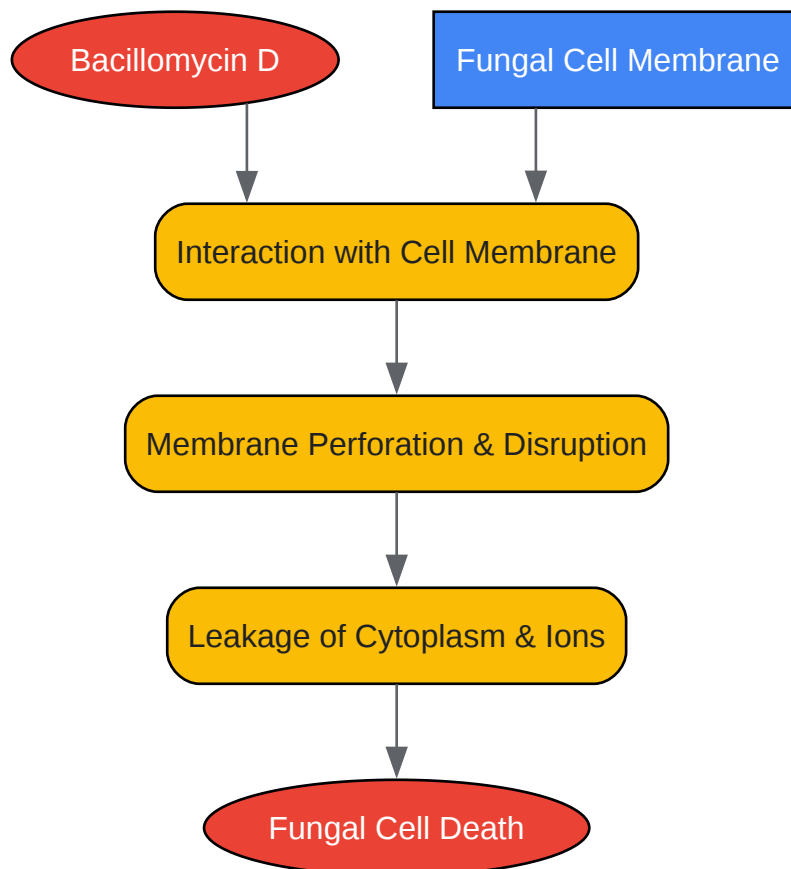 Bacillomycin D
Fungal Cell Membrane
Interaction with Cell Membrane
Membrane Perforation & Disruption
Leakage of Cytoplasm & Ions
Fungal Cell Death